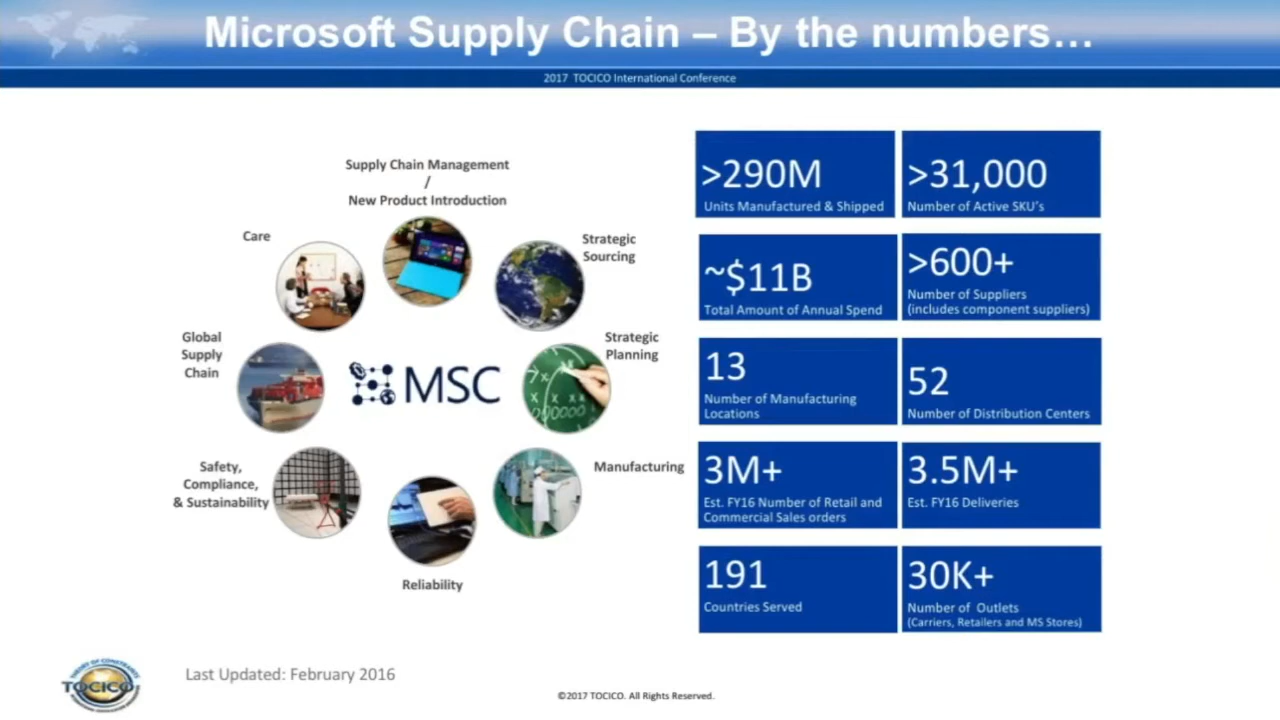 Microsoft Supply Chain – By the numbers...
2017 TOCICO International Conference
Supply Chain Management
/
New Product Introduction
Care
Strategic
Sourcing
Global
Supply
Chain
Strategic
Planning
MSC
Safety,
Compliance,
& Sustainability
Manufacturing
Reliability
>290M
Units Manufactured & Shipped
>31,000
Number of Active SKU's
~$11B
Total Amount of Annual Spend
>600+
Number of Suppliers
(includes component suppliers)
13
Number of Manufacturing
Locations
52
Number of Distribution Centers
3M+
Est. FY16 Number of Retail and
Commercial Sales orders
3.5M+
Est. FY16 Deliveries
191
Countries Served
30K+
Number of Outlets
(Carriers, Retailers and MS Stores)
TOCICO
Last Updated: February 2016
©2017 TOCICO. All Rights Reserved.